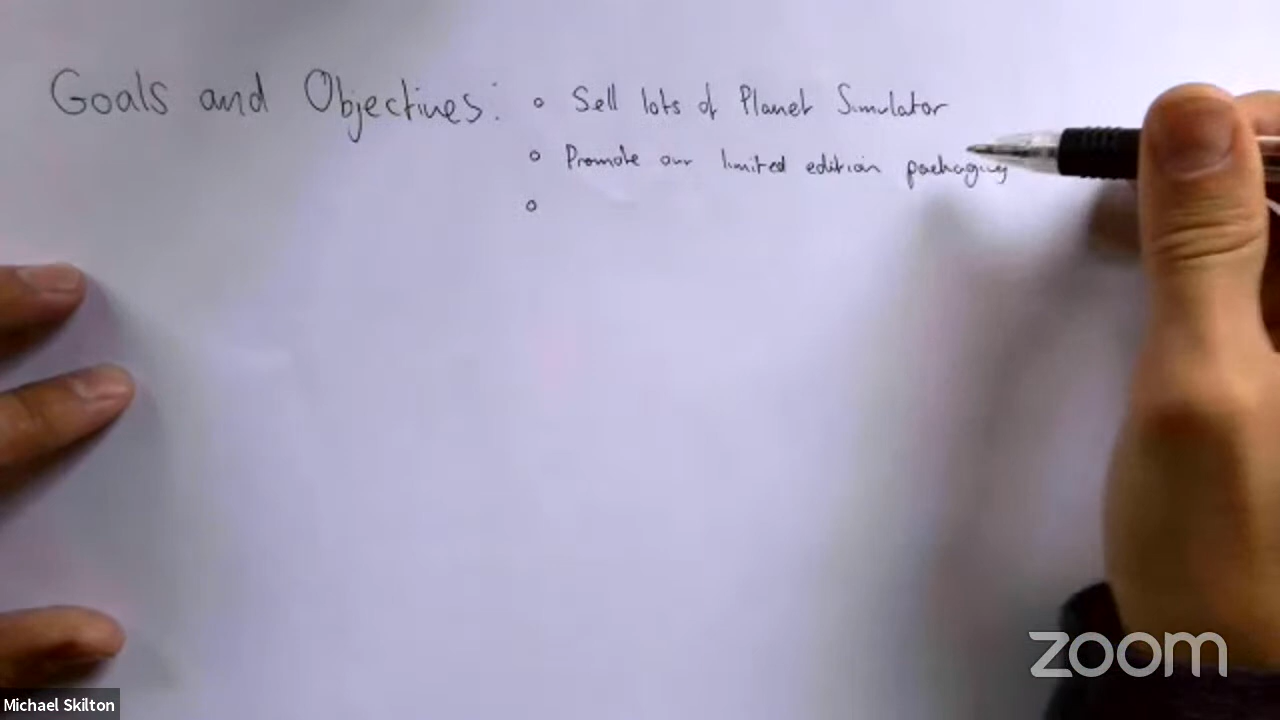 Goals and Objectives: o Sell lots of Planet Simulator
o Promote our limited edition packaging
o
zoom
Michael Skilton